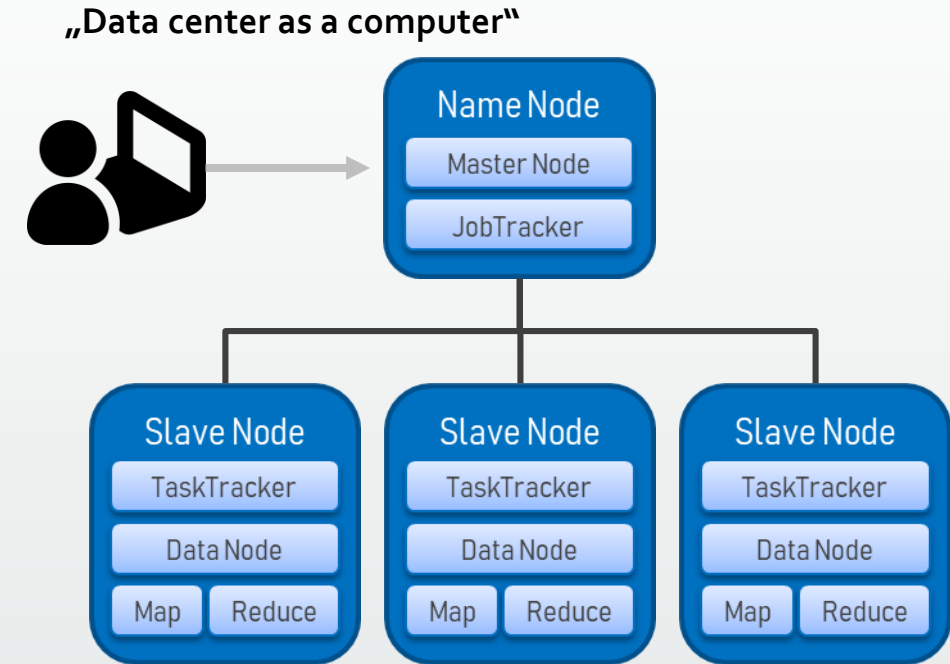 „Data center as a computer“
Name Node
Master Node
JobTracker
Slave Node
TaskTracker
Data Node
Map
Reduce
Slave Node
TaskTracker
Data Node
Map
Reduce
Slave Node
TaskTracker
Data Node
Map
Reduce